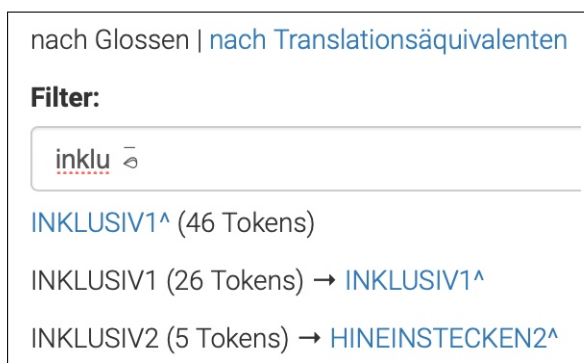 nach Glossen | nach Translationsäquivalenten
Filter:
inklu
INKLUSIV1^ (46 Tokens)
INKLUSIV1 (26 Tokens) → INKLUSIV1^
INKLUSIV2 (5 Tokens) → HINEINSTECKEN2^